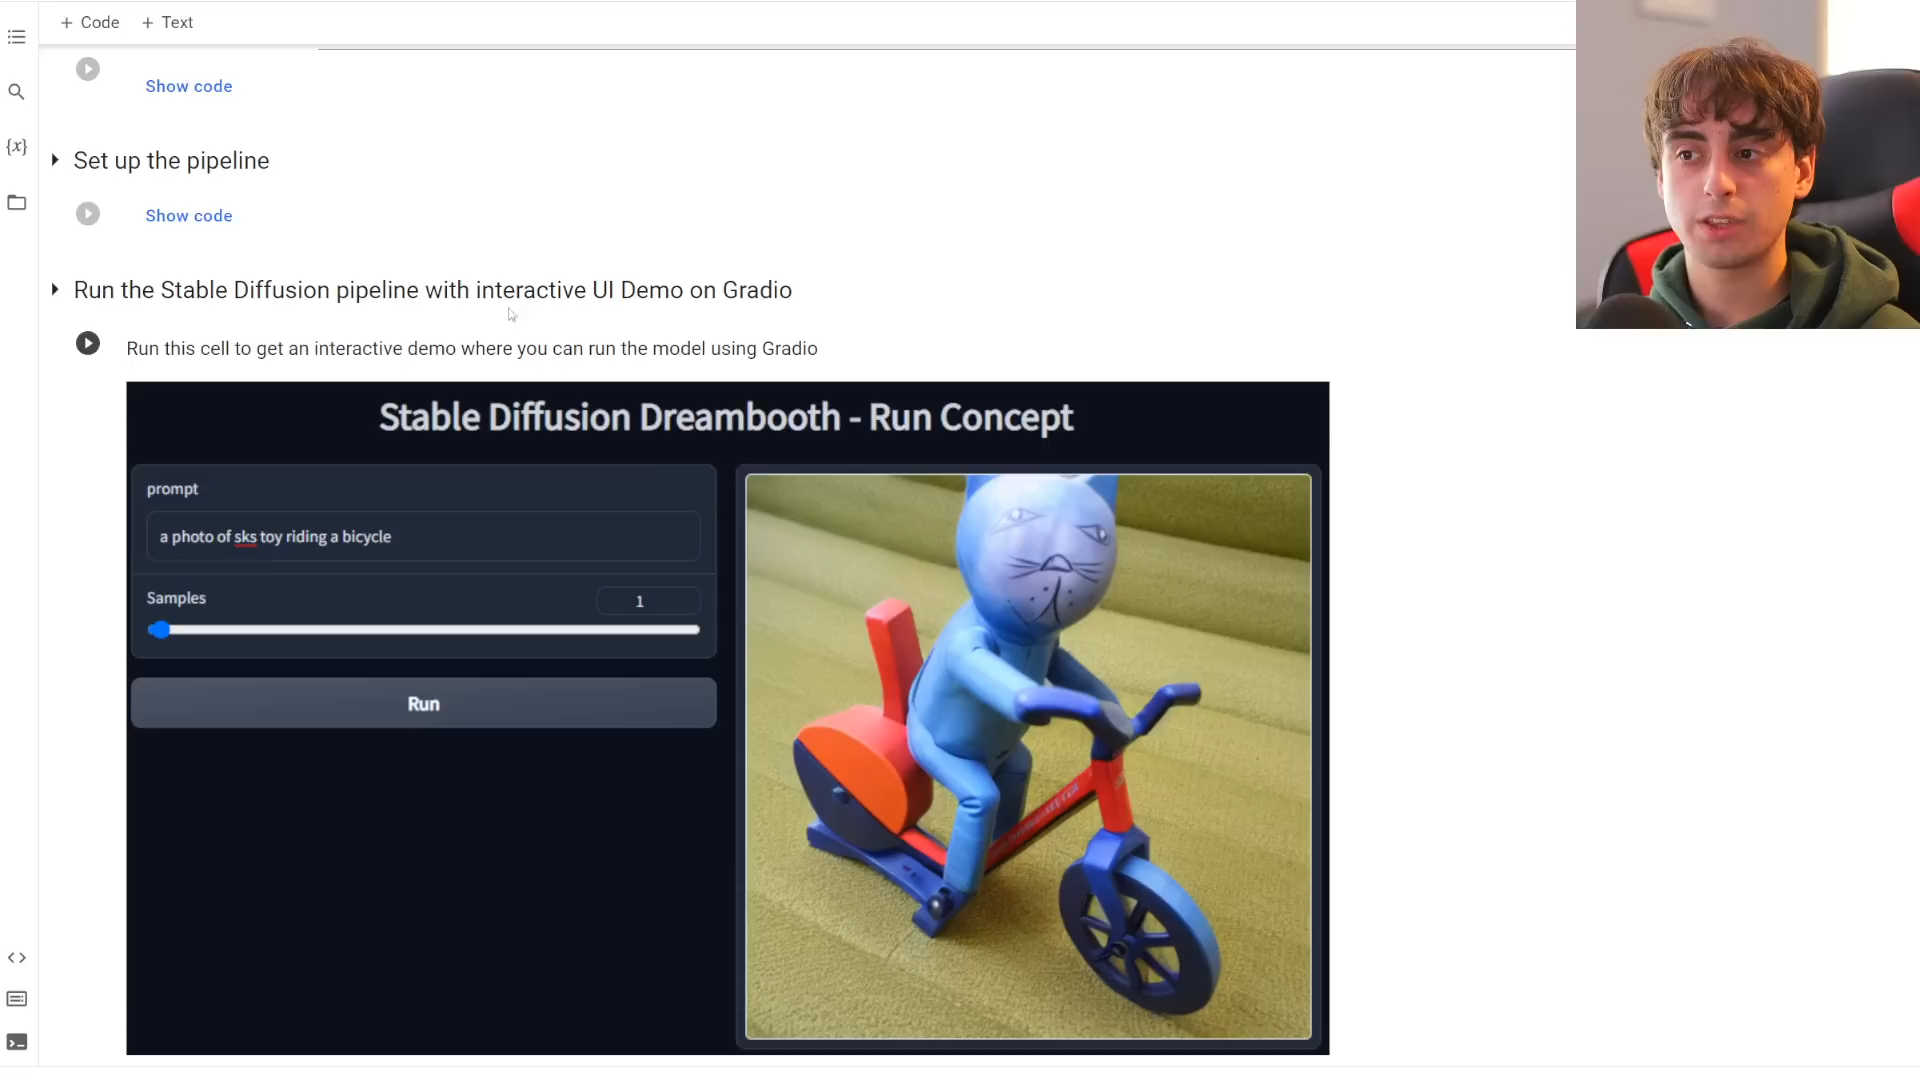 + Code + Text
Show code
{x}
Set up the pipeline
Show code
Run the Stable Diffusion pipeline with interactive UI Demo on Gradio
Run this cell to get an interactive demo where you can run the model using Gradio
Stable Diffusion Dreambooth - Run Concept
prompt
a photo of sks toy riding a bicycle
Samples
1
Run